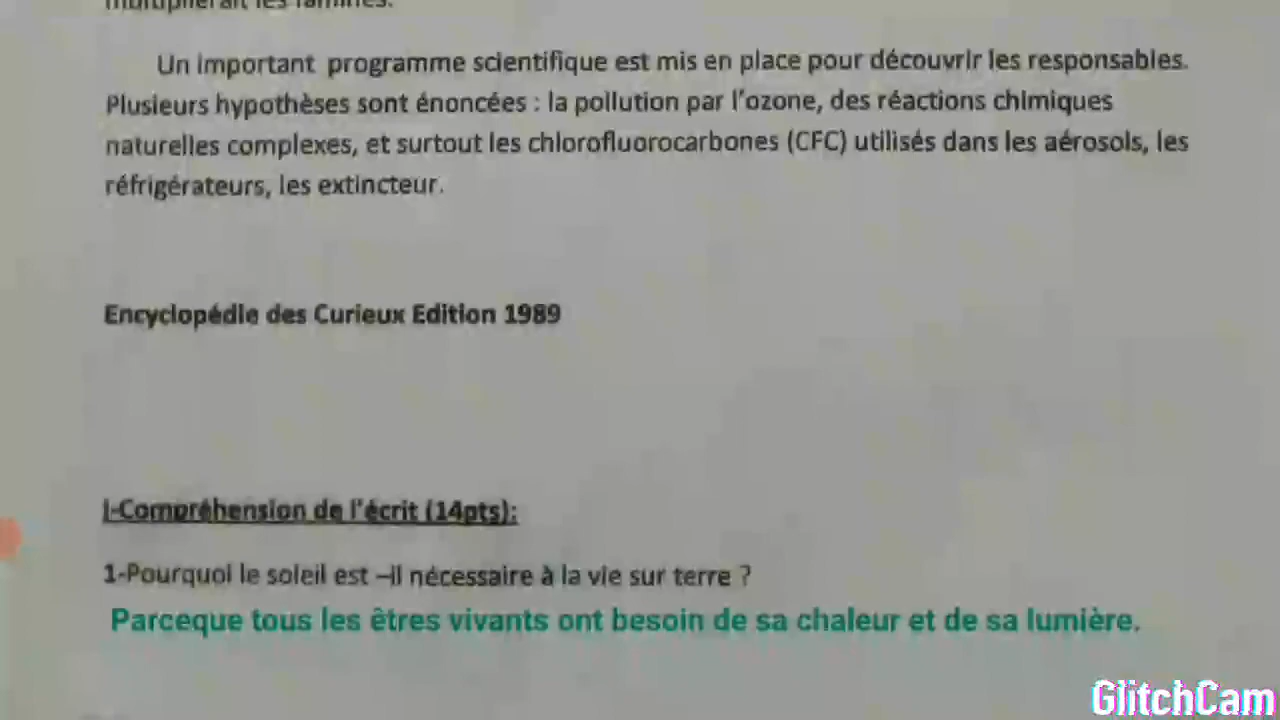 multiplierait les famines.
Un important programme scientifique est mis en place pour découvrir les responsables.
Plusieurs hypothèses sont énoncées : la pollution par l'ozone, des réactions chimiques
naturelles complexes, et surtout les chlorofluorocarbones (CFC) utilisés dans les aérosols, les
réfrigérateurs, les extincteur.
Encyclopédie des Curieux Edition 1989
I-Compréhension de l'écrit (14pts):
1-Pourquoi le soleil est –il nécessaire à la vie sur terre ?
Parceque tous les êtres vivants ont besoin de sa chaleur et de sa lumière.
GlitchCam